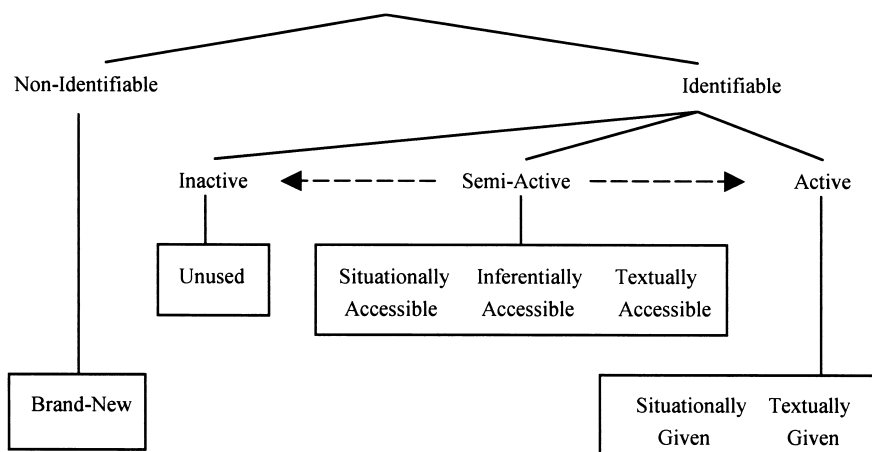 Non-Identifiable Identifiable
Inactive Semi-Active Active
Unused
Situationally Inferentially Textually
Accessible Accessible Accessible
Brand-New
Situationally Textually
Given Given